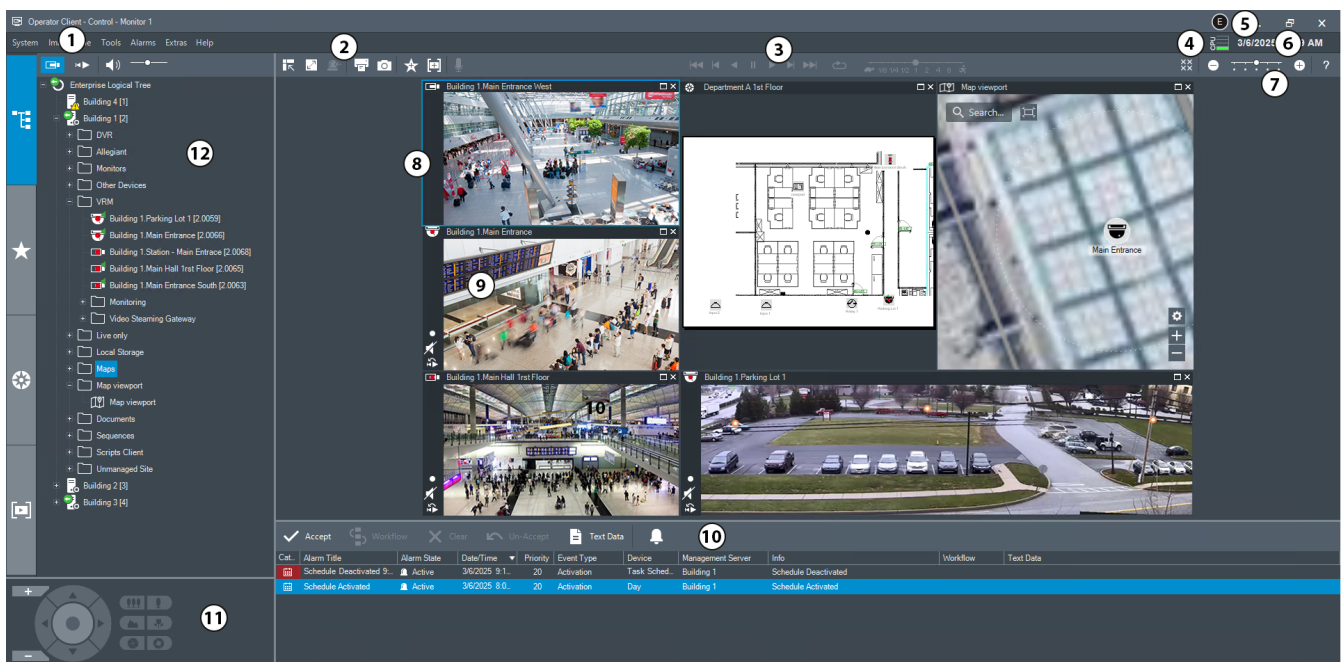 Operator Client - Control - Monitor 1
E
5
System Im 1 ne Tools Alarms Extras Help
2
3
4
3/6/2025 6 AM
?
7
Enterprise Logical Tree
Building 4 [1]
Building 1 [2]
DVR
Allegiant
Monitors
Other Devices
VRM
Building 1.Parking Lot 1 [2.0059]
Building 1.Main Entrance [2.0066]
Building 1.Station - Main Entrace [2.0068]
Building 1.Main Hall 1rst Floor [2.0065]
Building 1.Main Entrance South [2.0063]
Monitoring
Video Steaming Gateway
Live only
Local Storage
Maps
Map viewport
Map viewport
Documents
Sequences
Scripts Client
Unmanaged Site
Building 2 [3]
Building 3 [4]
12
Building 1.Main Entrance West
8
Building 1.Main Entrance
9
Building 1.Main Hall 1rst Floor
10
Department A 1st Floor
Map viewport
Search...
Main Entrance
Building 1.Parking Lot 1
Accept Workflow Clear Un-Accept Text Data 10
Cat.. Alarm Title Alarm State Date/Time Priority Event Type Device Management Server Info Workflow Text Data
Schedule Deactivated 9:.. Active 3/6/2025 9:1.. 20 Activation Task Sched.. Building 1 Schedule Deactivated
Schedule Activated Active 3/6/2025 8:0.. 20 Activation Day Building 1 Schedule Activated
11